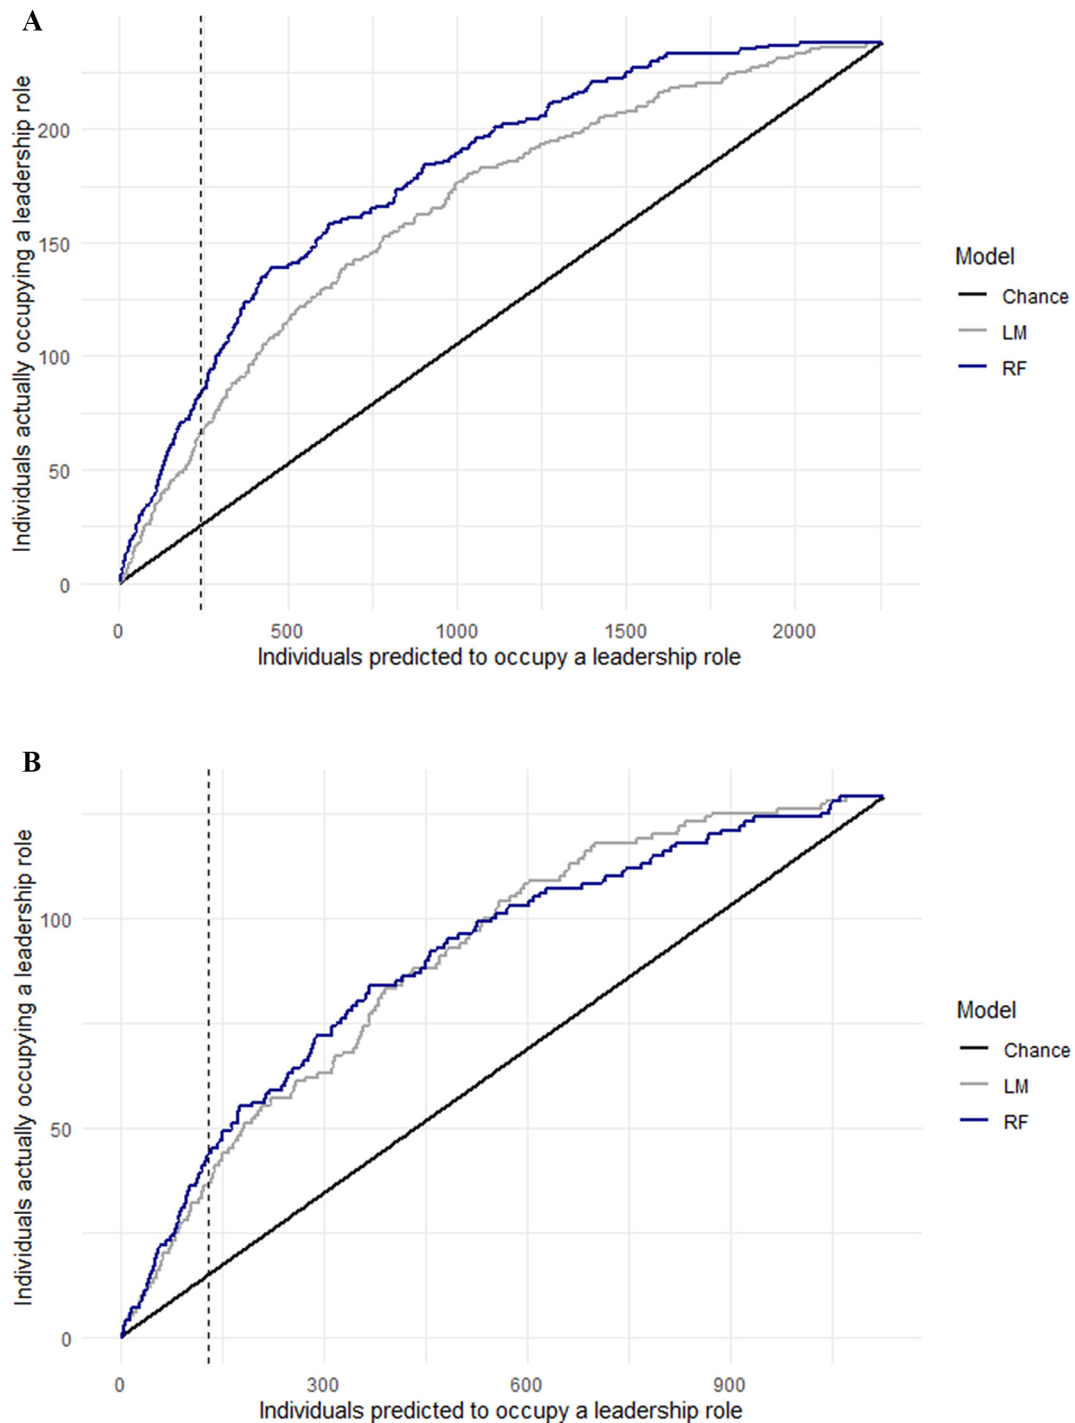 A
Individuals actually occupying a leadership role
200
150
100
50
0
0 500 1000 1500 2000
Individuals predicted to occupy a leadership role
Model
Chance
LM
RF
B
Individuals actually occupying a leadership role
100
50
0
0 300 600 900
Individuals predicted to occupy a leadership role
Model
Chance
LM
RF